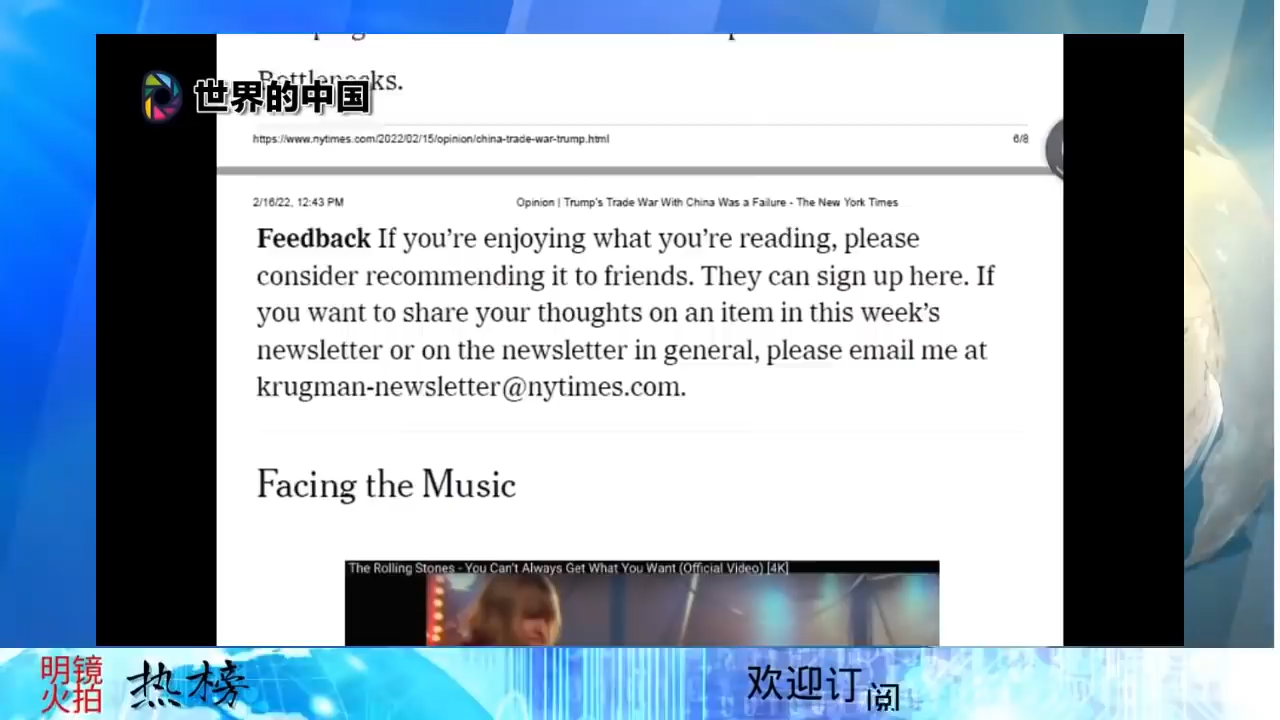 Bottlenecks.
世界的中国
https://www.nytimes.com/2022/02/15/opinion/china-trade-war-trump.html 6/8
2/16/22, 12:43 PM Opinion | Trump's Trade War With China Was a Failure - The New York Times
Feedback If you’re enjoying what you’re reading, please
consider recommending it to friends. They can sign up here. If
you want to share your thoughts on an item in this week’s
newsletter or on the newsletter in general, please email me at
krugman-newsletter@nytimes.com.
Facing the Music
The Rolling Stones - You Can't Always Get What You Want (Official Video) [4K]
明镜
火拍
热榜
欢迎订阅